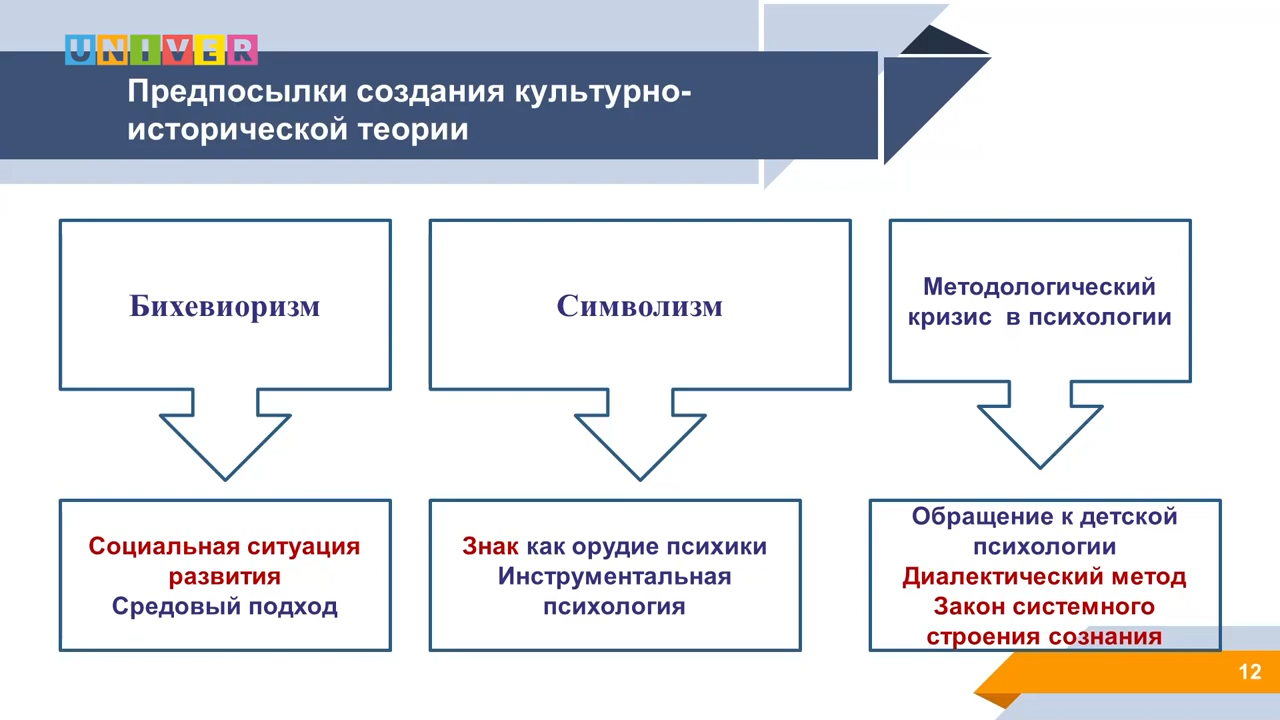 UNIVER
Предпосылки создания культурно-
исторической теории
Бихевиоризм
Символизм
Методологический
кризис в психологии
Социальная ситуация
развития
Средовый подход
Знак как орудие психики
Инструментальная
психология
Обращение к детской
психологии
Диалектический метод
Закон системного
строения сознания
12